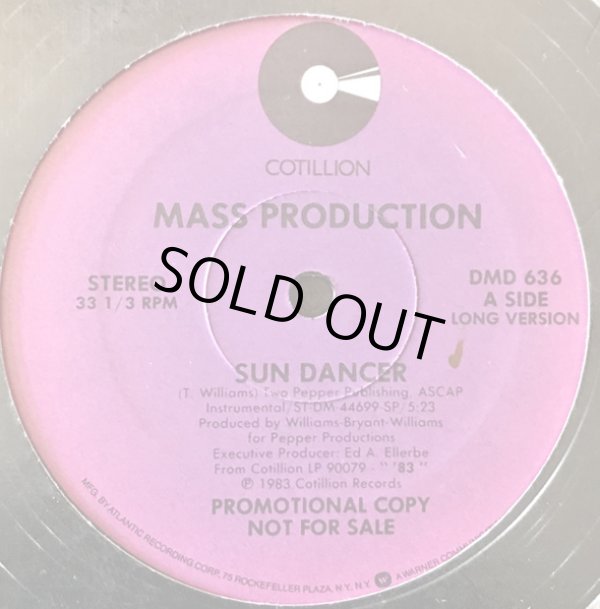 COTILLION
MASS PRODUCTION
STEREO
33 1/3 RPM
DMD 636
A SIDE
LONG VERSION
SOLD OUT
SUN DANCER
(T. Williams) Two Pepper Publishing, ASCAP
Instrumental/ST-DM-44699-SP/5:23
Produced by Williams-Bryant-Williams
for Pepper Productions
Executive Producer: Ed A. Ellerbe
From Cotillion LP 90079 - " '83 "
℗ 1983 Cotillion Records
PROMOTIONAL COPY
NOT FOR SALE
MFG. BY ATLANTIC RECORDING CORP. 75 ROCKEFELLER PLAZA, N.Y. N.Y. A WARNER